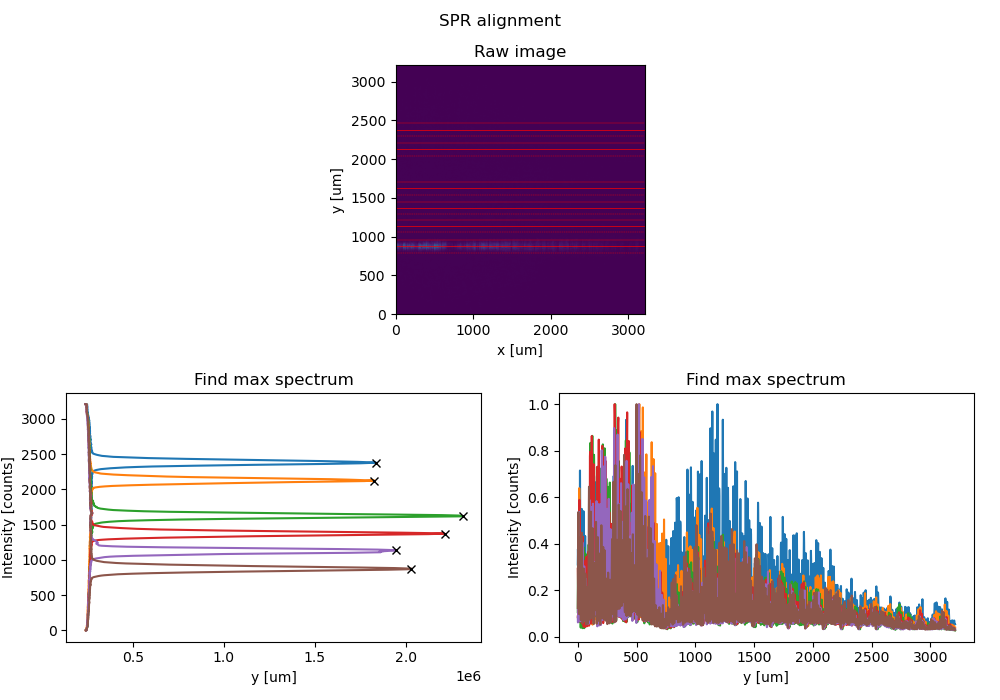 SPR alignment
Raw image
3000
2500
2000
1500
1000
500
0
y [um]
0 1000 2000 3000
x [um]
Find max spectrum
3000
2500
2000
1500
1000
500
0
Intensity [counts]
0.5 1.0 1.5 2.0
1e6
y [um]
Find max spectrum
1.0
0.8
0.6
0.4
0.2
0.0
Intensity [counts]
0 500 1000 1500 2000 2500 3000
y [um]